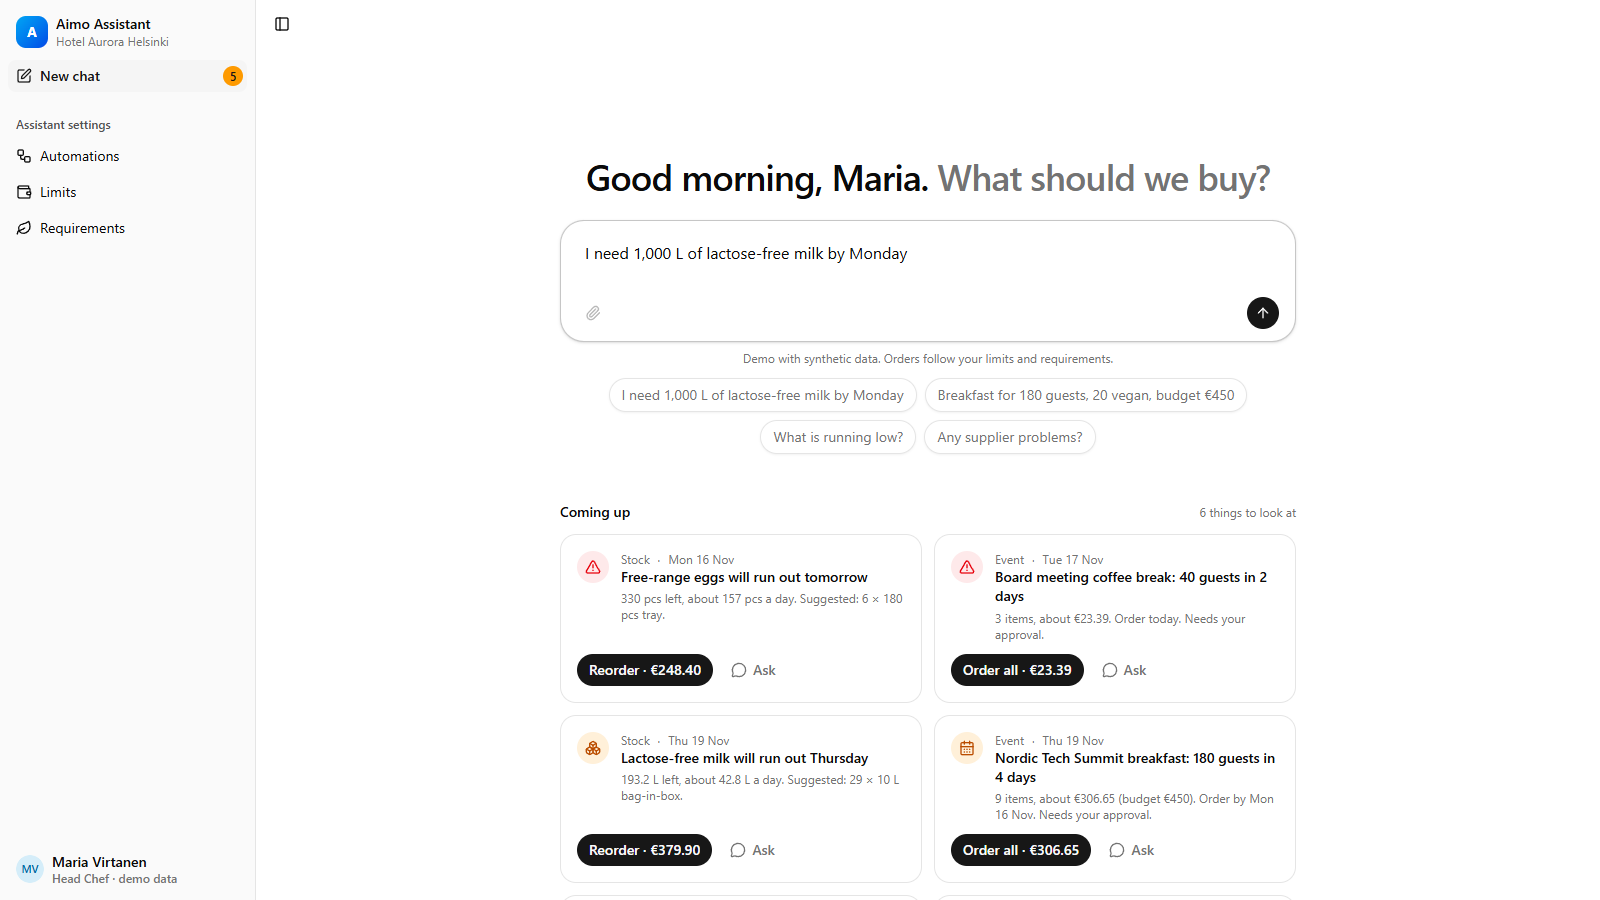 A
Aimo Assistant
Hotel Aurora Helsinki
New chat
5
Assistant settings
Automations
Limits
Requirements
MV
Maria Virtanen
Head Chef · demo data
Good morning, Maria. What should we buy?
I need 1,000 L of lactose-free milk by Monday
Demo with synthetic data. Orders follow your limits and requirements.
I need 1,000 L of lactose-free milk by Monday
Breakfast for 180 guests, 20 vegan, budget €450
What is running low?
Any supplier problems?
Coming up
6 things to look at
Stock · Mon 16 Nov
Free-range eggs will run out tomorrow
330 pcs left, about 157 pcs a day. Suggested: 6 × 180
pcs tray.
Reorder · €248.40
Ask
Event · Tue 17 Nov
Board meeting coffee break: 40 guests in 2
days
3 items, about €23.39. Order today. Needs your
approval.
Order all · €23.39
Ask
Stock · Thu 19 Nov
Lactose-free milk will run out Thursday
193.2 L left, about 42.8 L a day. Suggested: 29 × 10 L
bag-in-box.
Reorder · €379.90
Ask
Event · Thu 19 Nov
Nordic Tech Summit breakfast: 180 guests in
4 days
9 items, about €306.65 (budget €450). Order by Mon
16 Nov. Needs your approval.
Order all · €306.65
Ask